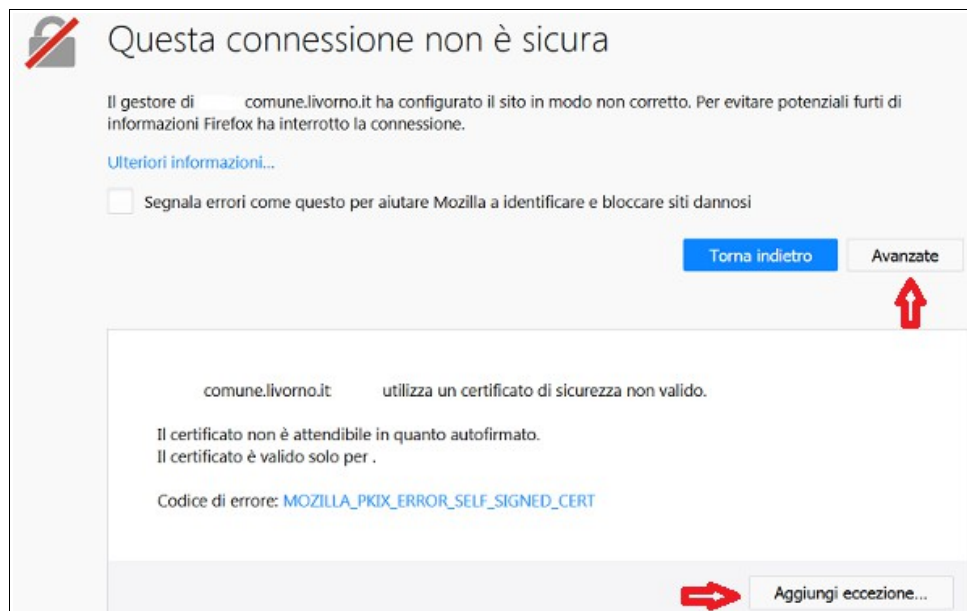 Questa connessione non è sicura
Il gestore di comune.livorno.it ha configurato il sito in modo non corretto. Per evitare potenziali furti di
informazioni Firefox ha interrotto la connessione.
Ulteriori informazioni...
Segnala errori come questo per aiutare Mozilla a identificare e bloccare siti dannosi
Torna indietro Avanzate
comune.livorno.it utilizza un certificato di sicurezza non valido.
Il certificato non è attendibile in quanto autofirmato.
Il certificato è valido solo per .
Codice di errore: MOZILLA_PKIX_ERROR_SELF_SIGNED_CERT
Aggiungi eccezione...